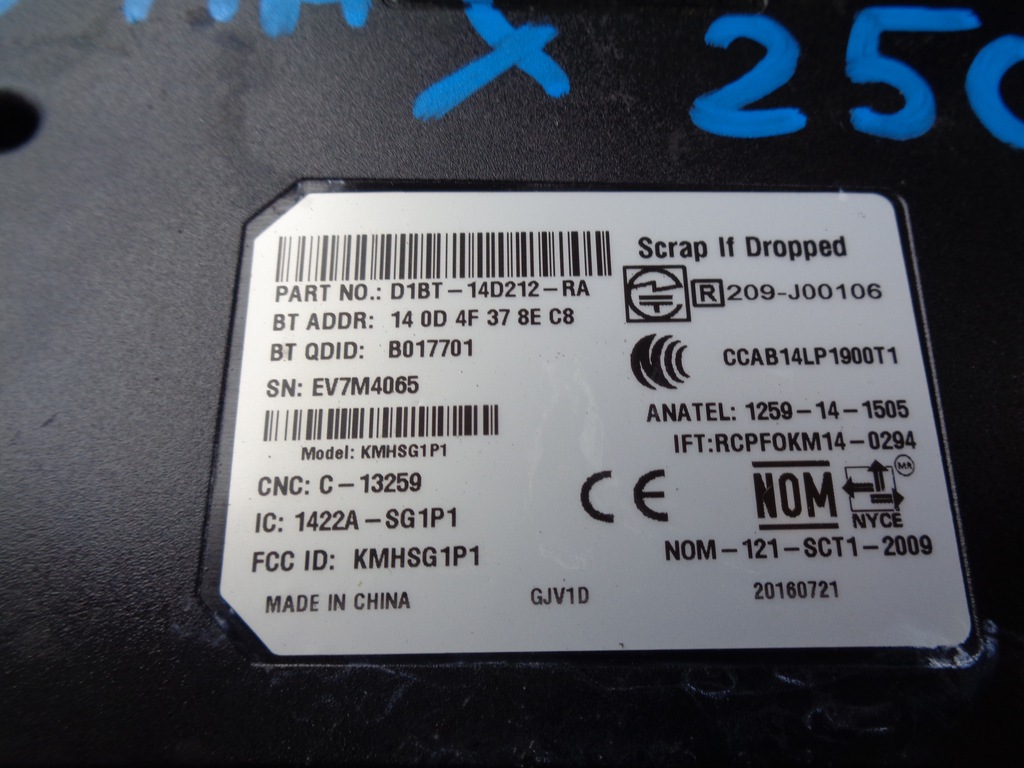 X 250
Scrap If Dropped
PART NO.: D1BT-14D212-RA
R 209-J00106
BT ADDR: 14 0D 4F 37 8E C8
BT QDID: B017701
CCAB14LP1900T1
SN: EV7M4065
ANATEL: 1259-14-1505
IFT:RCPFOKM14-0294
Model: KMHSG1P1
CNC: C-13259
CE
NOM
MR
NYCE
IC: 1422A-SG1P1
NOM-121-SCT1-2009
FCC ID: KMHSG1P1
MADE IN CHINA
GJV1D
20160721